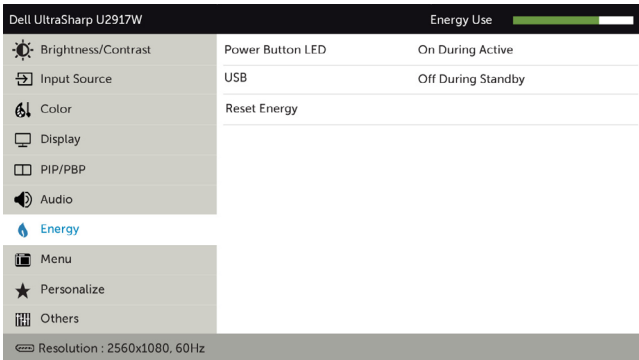 Dell UltraSharp U2917W Energy Use
Brightness/Contrast Power Button LED On During Active
Input Source USB Off During Standby
Color Reset Energy
Display
PIP/PBP
Audio
Energy
Menu
Personalize
Others
Resolution : 2560x1080, 60Hz